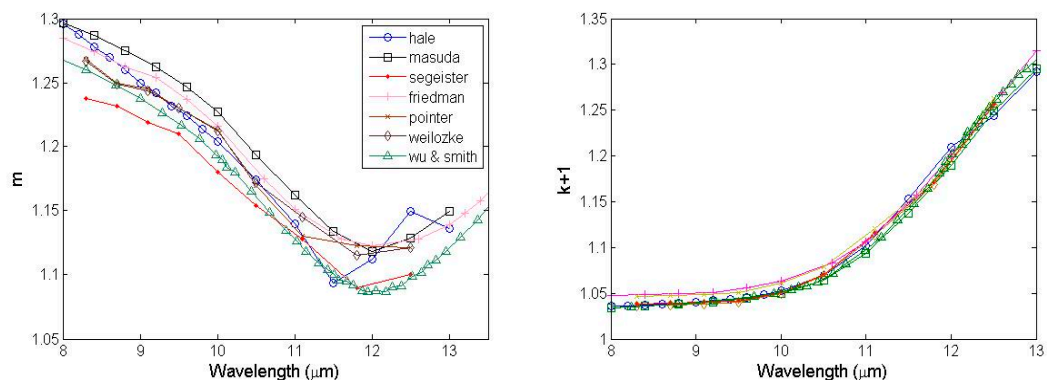 1.3
1.25
1.2
1.15
1.1
1.05
m
8
9
10
11
12
13
Wavelength (μm)
hale
masuda
segeister
friedman
pointer
weilozke
wu & smith
1.35
1.3
1.25
1.2
1.15
1.1
1.05
1
k+1
8
9
10
11
12
13
Wavelength (μm)